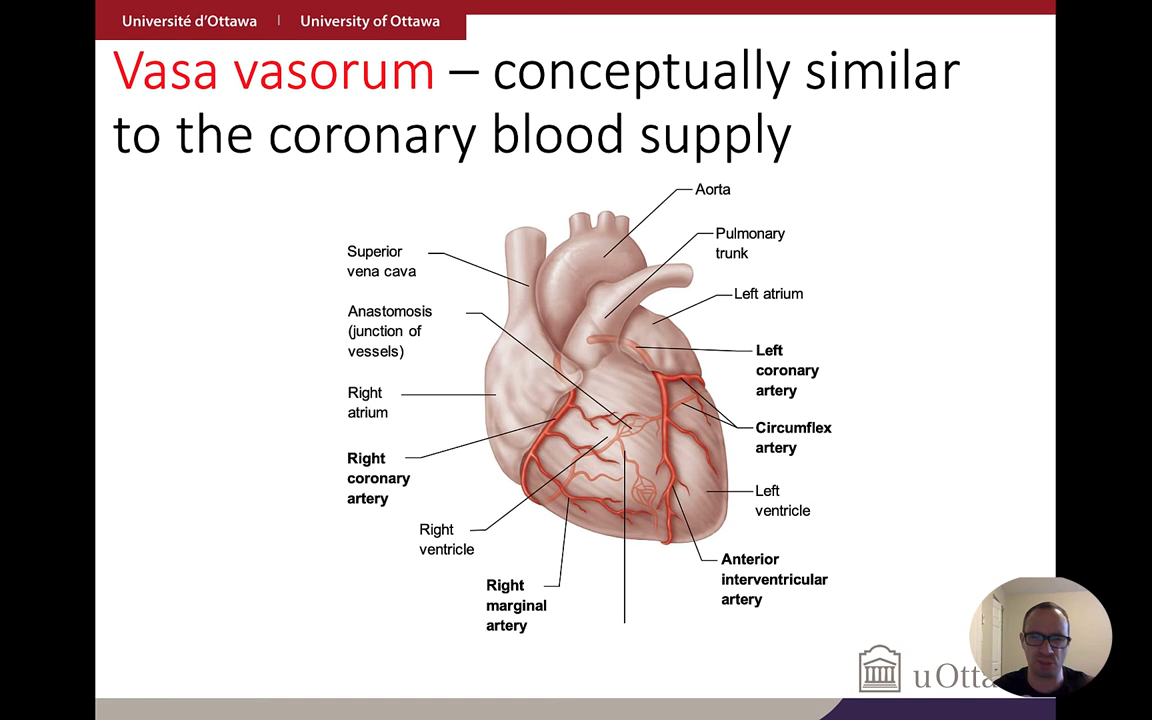 Université d'Ottawa | University of Ottawa
Vasa vasorum – conceptually similar
to the coronary blood supply
Aorta
Pulmonary
trunk
Superior
vena cava
Left atrium
Anastomosis
(junction of
vessels)
Left
coronary
artery
Right
atrium
Circumflex
artery
Right
coronary
artery
Left
ventricle
Right
ventricle
Anterior
interventricular
artery
Right
marginal
artery